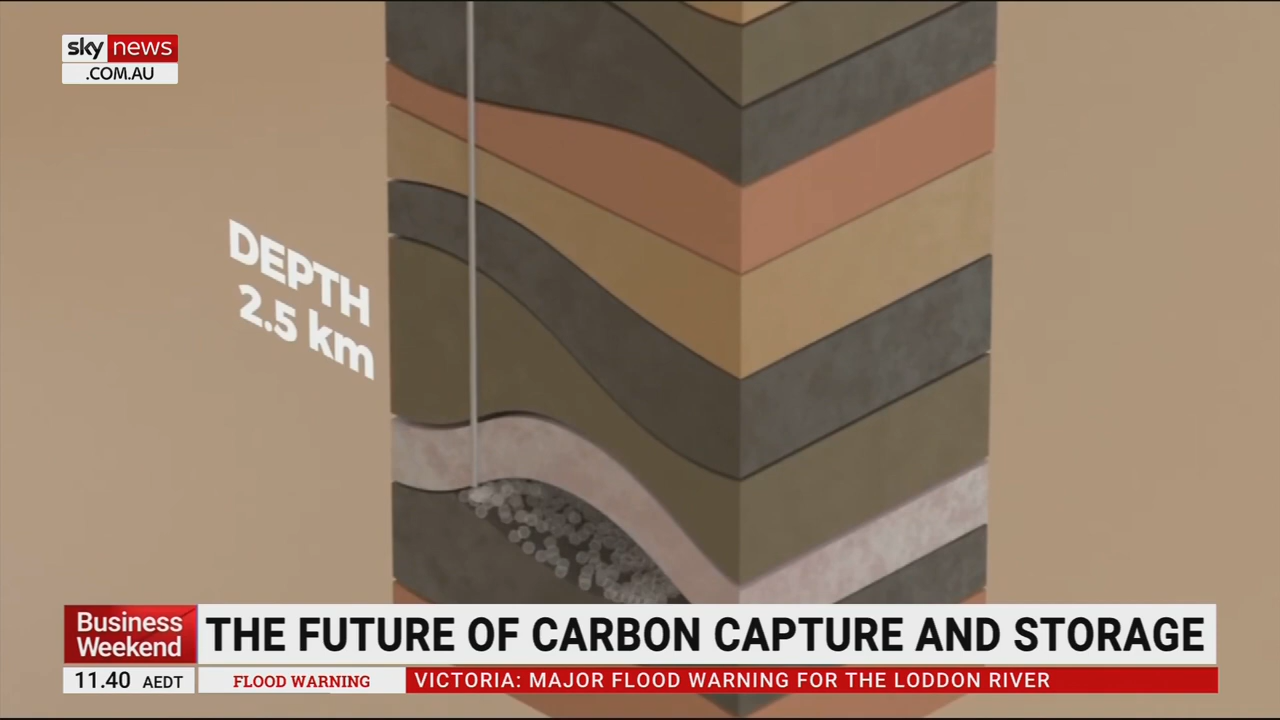 sky news
.COM.AU
DEPTH
2.5 km
Business
Weekend
THE FUTURE OF CARBON CAPTURE AND STORAGE
11.40 AEDT
FLOOD WARNING
VICTORIA: MAJOR FLOOD WARNING FOR THE LODDON RIVER